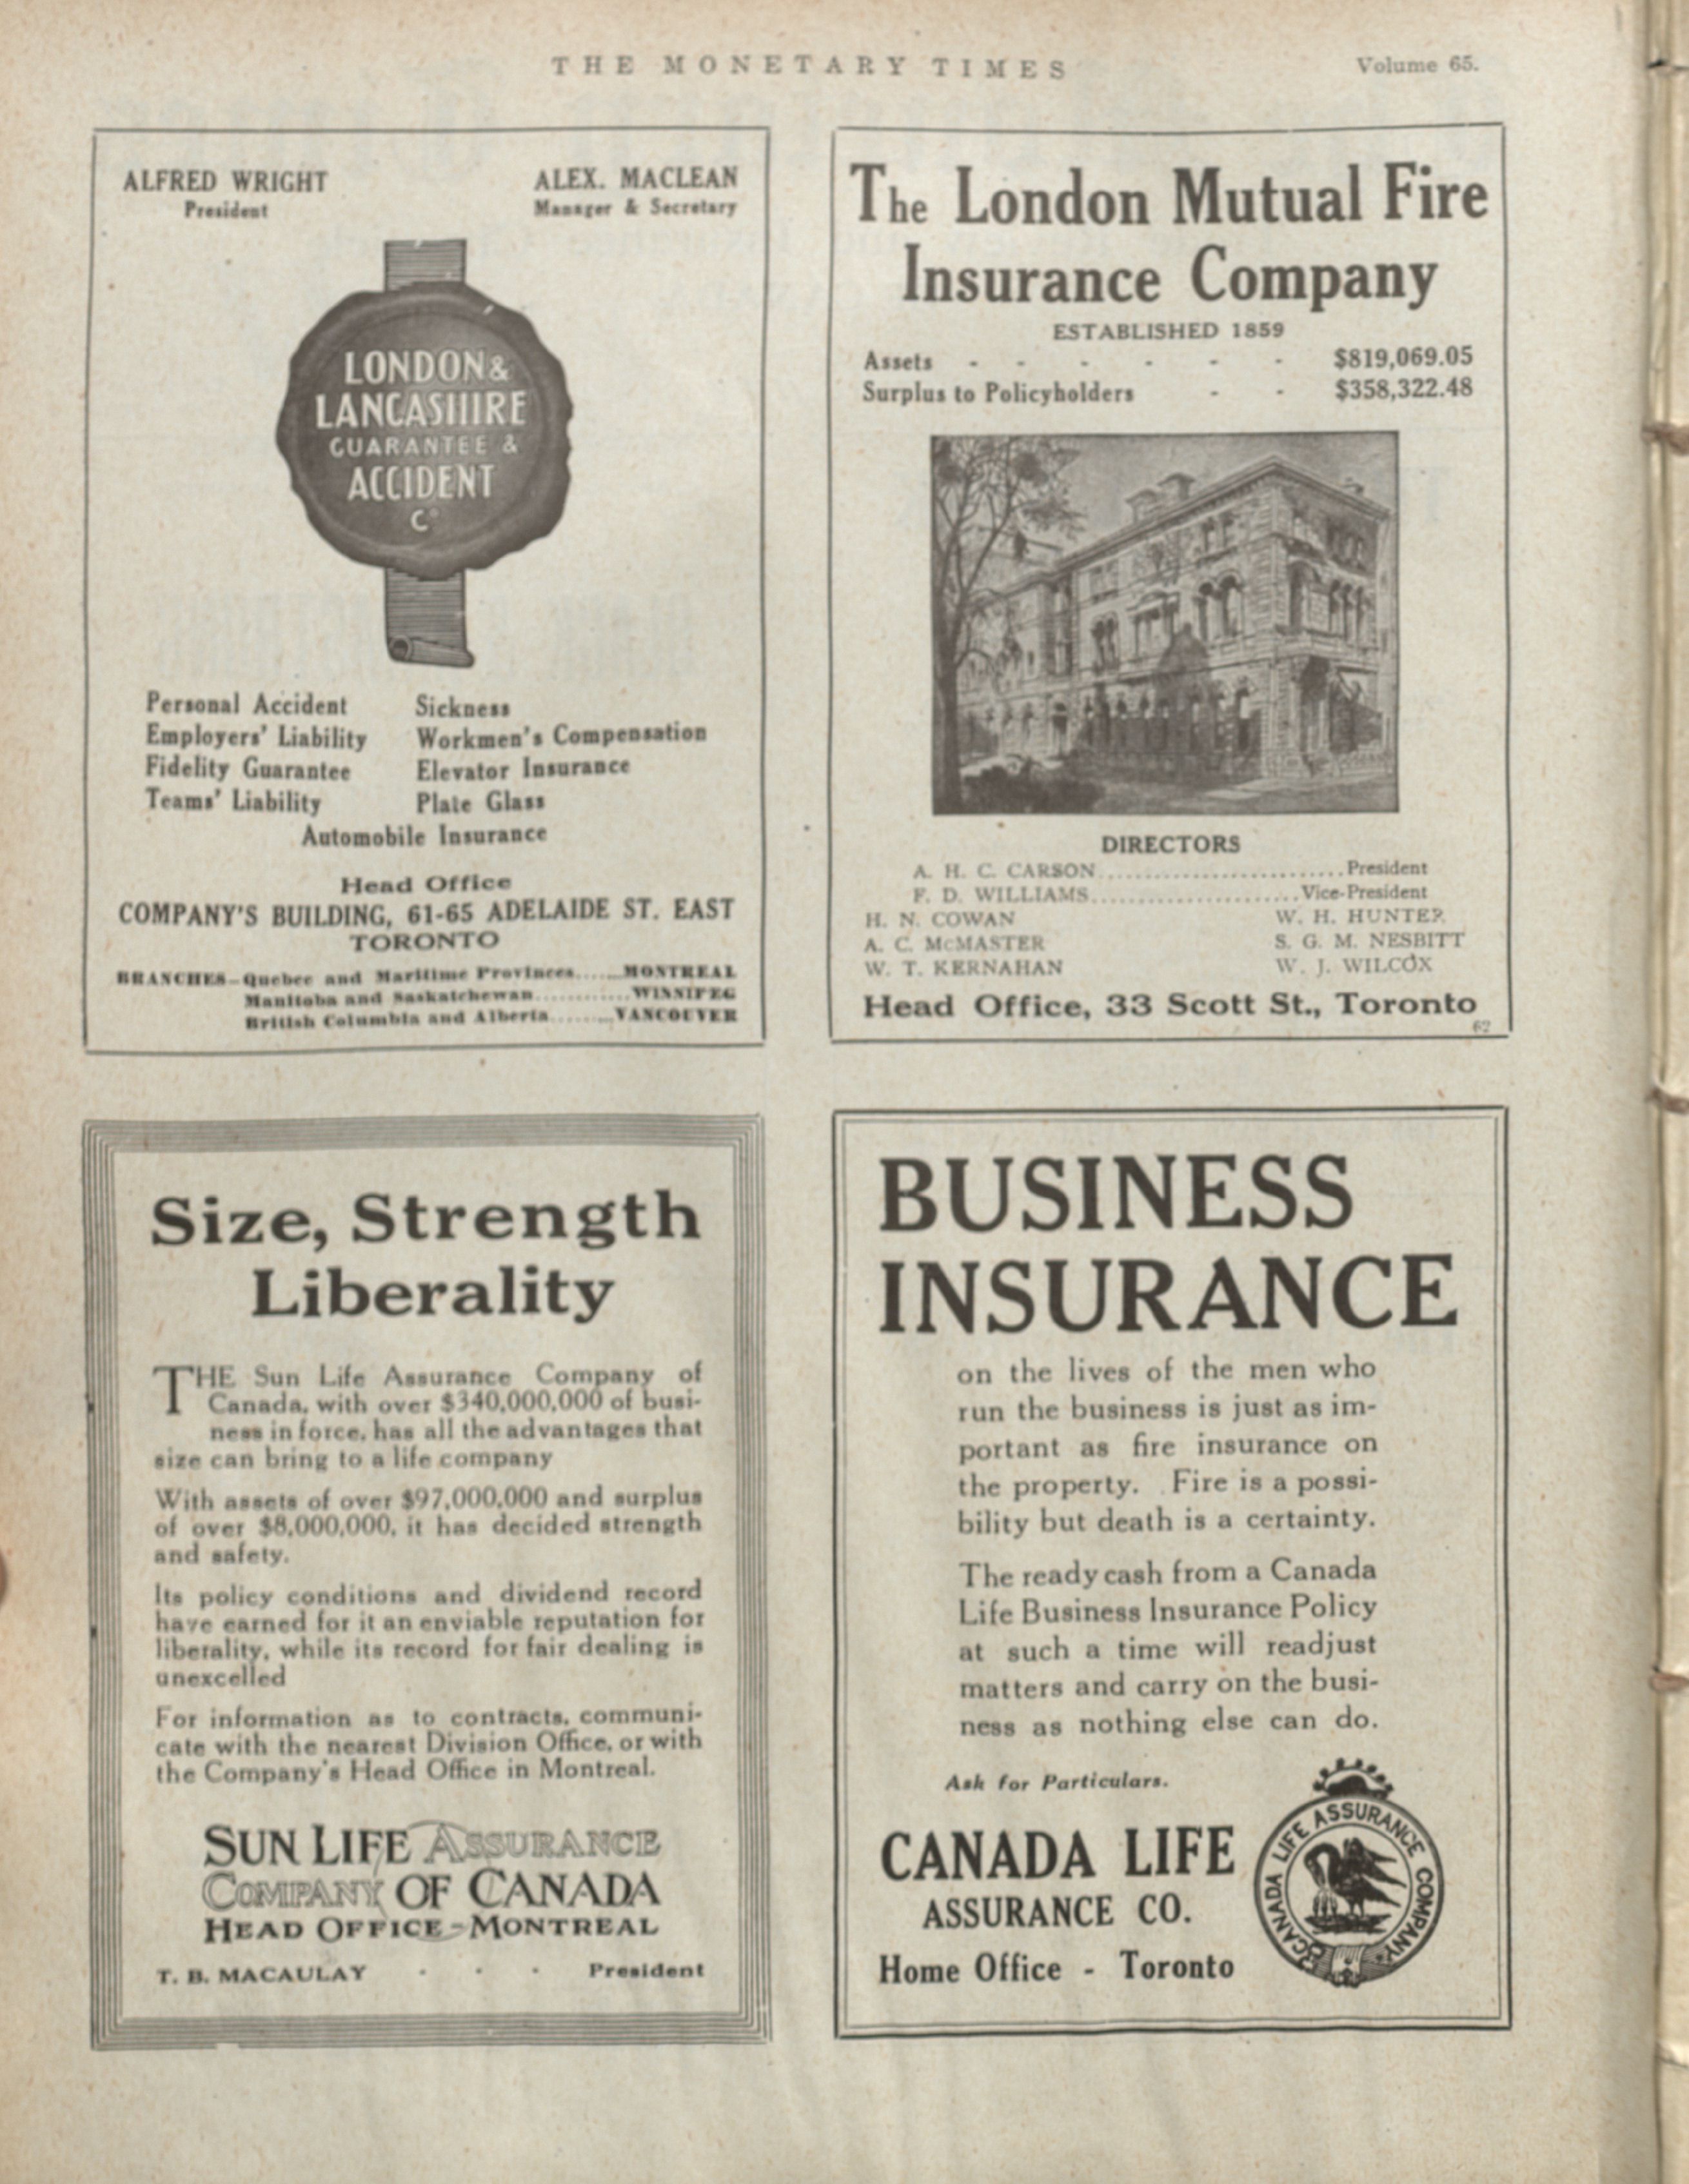 THE MONETARY TIMES
Volume 65.
ALFRED WRIGHT
President
ALEX. MACLEAN
Manager & Secretary
LONDON &
LANCASHIRE
GUARANTEE &
ACCIDENT
Co
Personal Accident
Sickness
Employers' Liability
Workmen's Compensation
Fidelity Guarantee
Elevator Insurance
Teams' Liability
Plate Glass
Automobile Insurance
Head Office
COMPANY'S BUILDING, 61-65 ADELAIDE ST. EAST
TORONTO
BRANCHES—Quebec and Maritime Provinces......MONTREAL
Manitoba and Saskatchewan............WINNIPEG
British Columbia and Alberta.........VANCOUVER
The London Mutual Fire
Insurance Company
ESTABLISHED 1859
Assets - - - - - - $819,069.05
Surplus to Policyholders - - $358,322.48
DIRECTORS
A. H. C. CARSON..........................President
F. D. WILLIAMS......................Vice-President
H. N. COWAN W. H. HUNTER
A. C. McMASTER S. G. M. NESBITT
W. T. KERNAHAN W. J. WILCOX
Head Office, 33 Scott St., Toronto
62
Size, Strength
Liberality
THE Sun Life Assurance Company of
Canada, with over $340,000,000 of busi-
ness in force, has all the advantages that
size can bring to a life company
With assets of over $97,000,000 and surplus
of over $8,000,000, it has decided strength
and safety.
Its policy conditions and dividend record
have earned for it an enviable reputation for
liberality, while its record for fair dealing is
unexcelled
For information as to contracts, communi-
cate with the nearest Division Office, or with
the Company's Head Office in Montreal.
SUN LIFE ASSURANCE
COMPANY OF CANADA
HEAD OFFICE-MONTREAL
T. B. MACAULAY - - - President
BUSINESS
INSURANCE
on the lives of the men who
run the business is just as im-
portant as fire insurance on
the property. Fire is a possi-
bility but death is a certainty.
The ready cash from a Canada
Life Business Insurance Policy
at such a time will readjust
matters and carry on the busi-
ness as nothing else can do.
Ask for Particulars.
CANADA LIFE
ASSURANCE CO.
Home Office - Toronto
CANADA LIFE ASSURANCE COMPANY